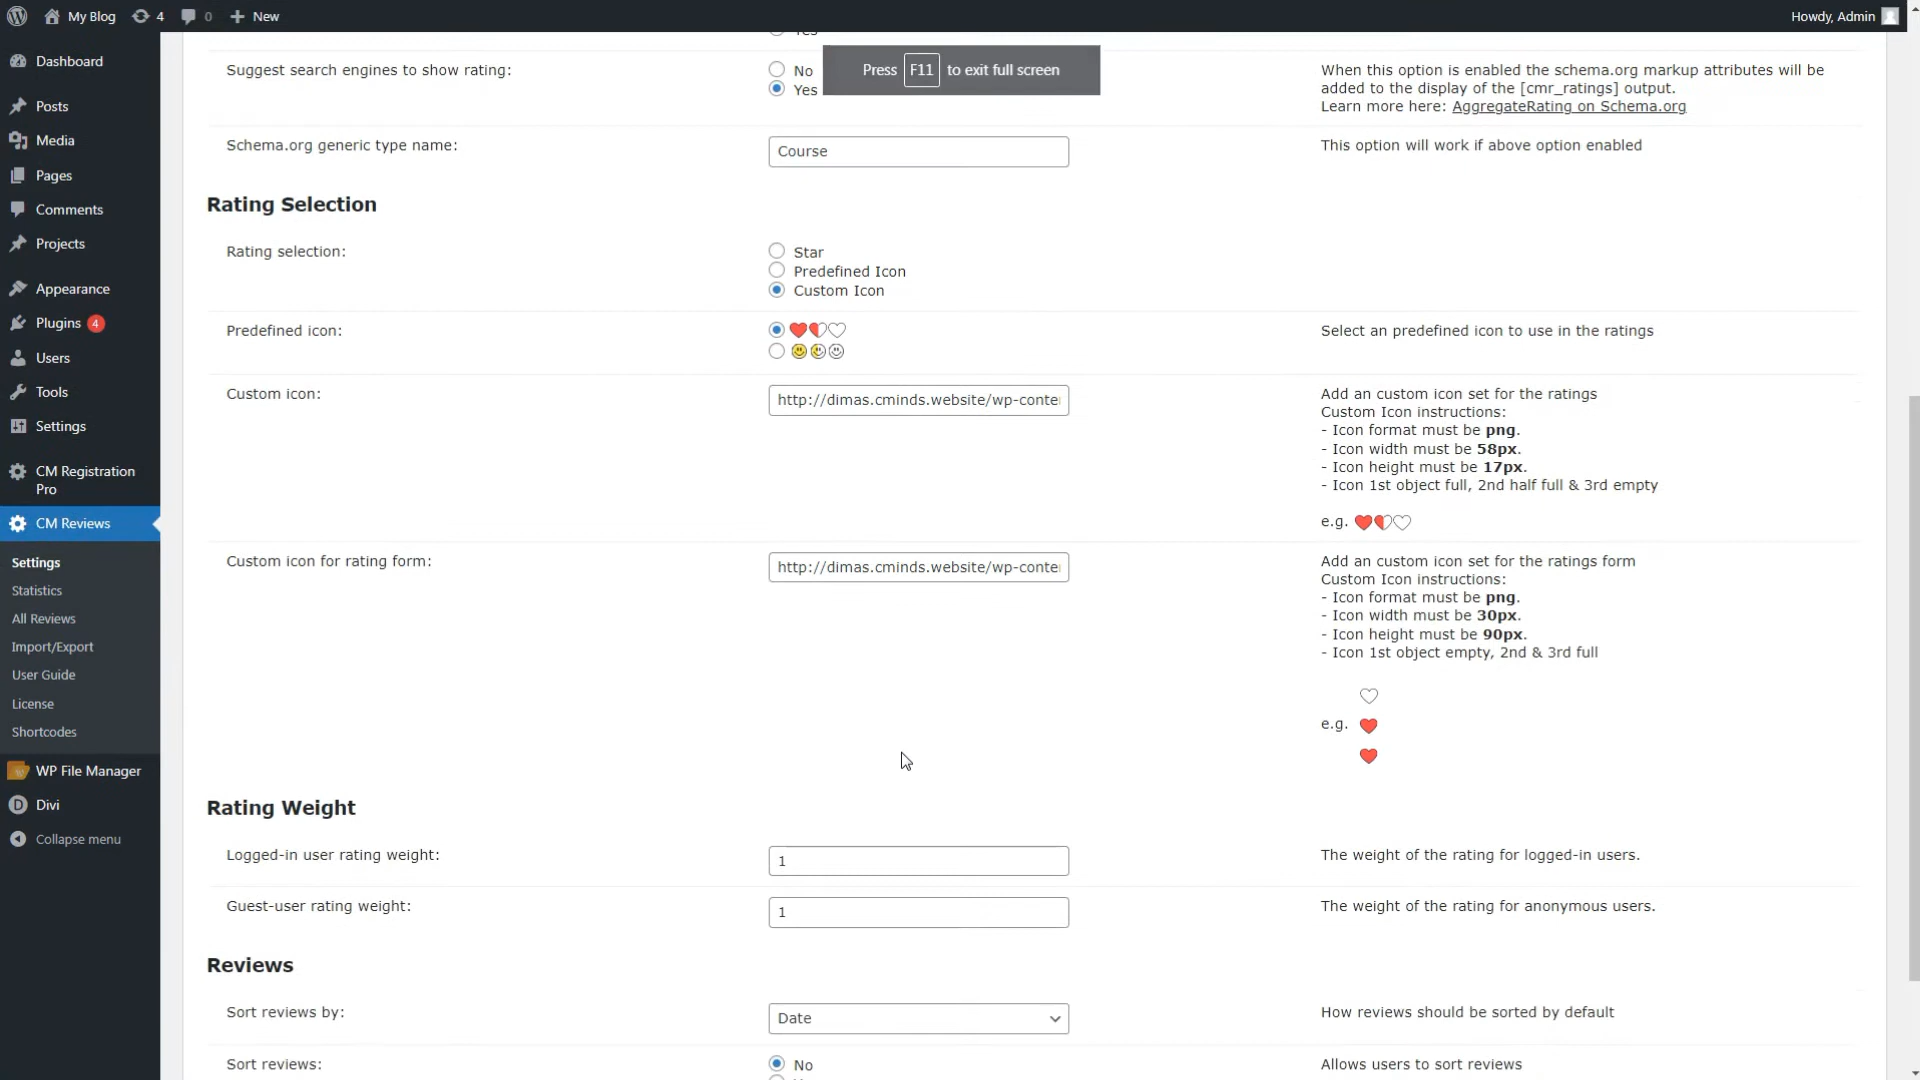 My Blog 4 0 New Howdy, Admin
Dashboard
Posts
Media
Pages
Comments
Projects
Appearance
Plugins 4
Users
Tools
Settings
CM Registration
Pro
CM Reviews
Settings
Statistics
All Reviews
Import/Export
User Guide
License
Shortcodes
WP File Manager
Divi
Collapse menu
Yes
Press F11 to exit full screen
Suggest search engines to show rating:
No
Yes
When this option is enabled the schema.org markup attributes will be
added to the display of the [cmr_ratings] output.
Learn more here: AggregateRating on Schema.org
Schema.org generic type name:
Course
This option will work if above option enabled
Rating Selection
Rating selection:
Star
Predefined Icon
Custom Icon
Predefined icon:
Select an predefined icon to use in the ratings
Custom icon:
http://dimas.cminds.website/wp-conte
Add an custom icon set for the ratings
Custom Icon instructions:
- Icon format must be png.
- Icon width must be 58px.
- Icon height must be 17px.
- Icon 1st object full, 2nd half full & 3rd empty
e.g.
Custom icon for rating form:
http://dimas.cminds.website/wp-conte
Add an custom icon set for the ratings form
Custom Icon instructions:
- Icon format must be png.
- Icon width must be 30px.
- Icon height must be 90px.
- Icon 1st object empty, 2nd & 3rd full
e.g.
Rating Weight
Logged-in user rating weight:
1
The weight of the rating for logged-in users.
Guest-user rating weight:
1
The weight of the rating for anonymous users.
Reviews
Sort reviews by:
Date
How reviews should be sorted by default
Sort reviews:
No
Allows users to sort reviews